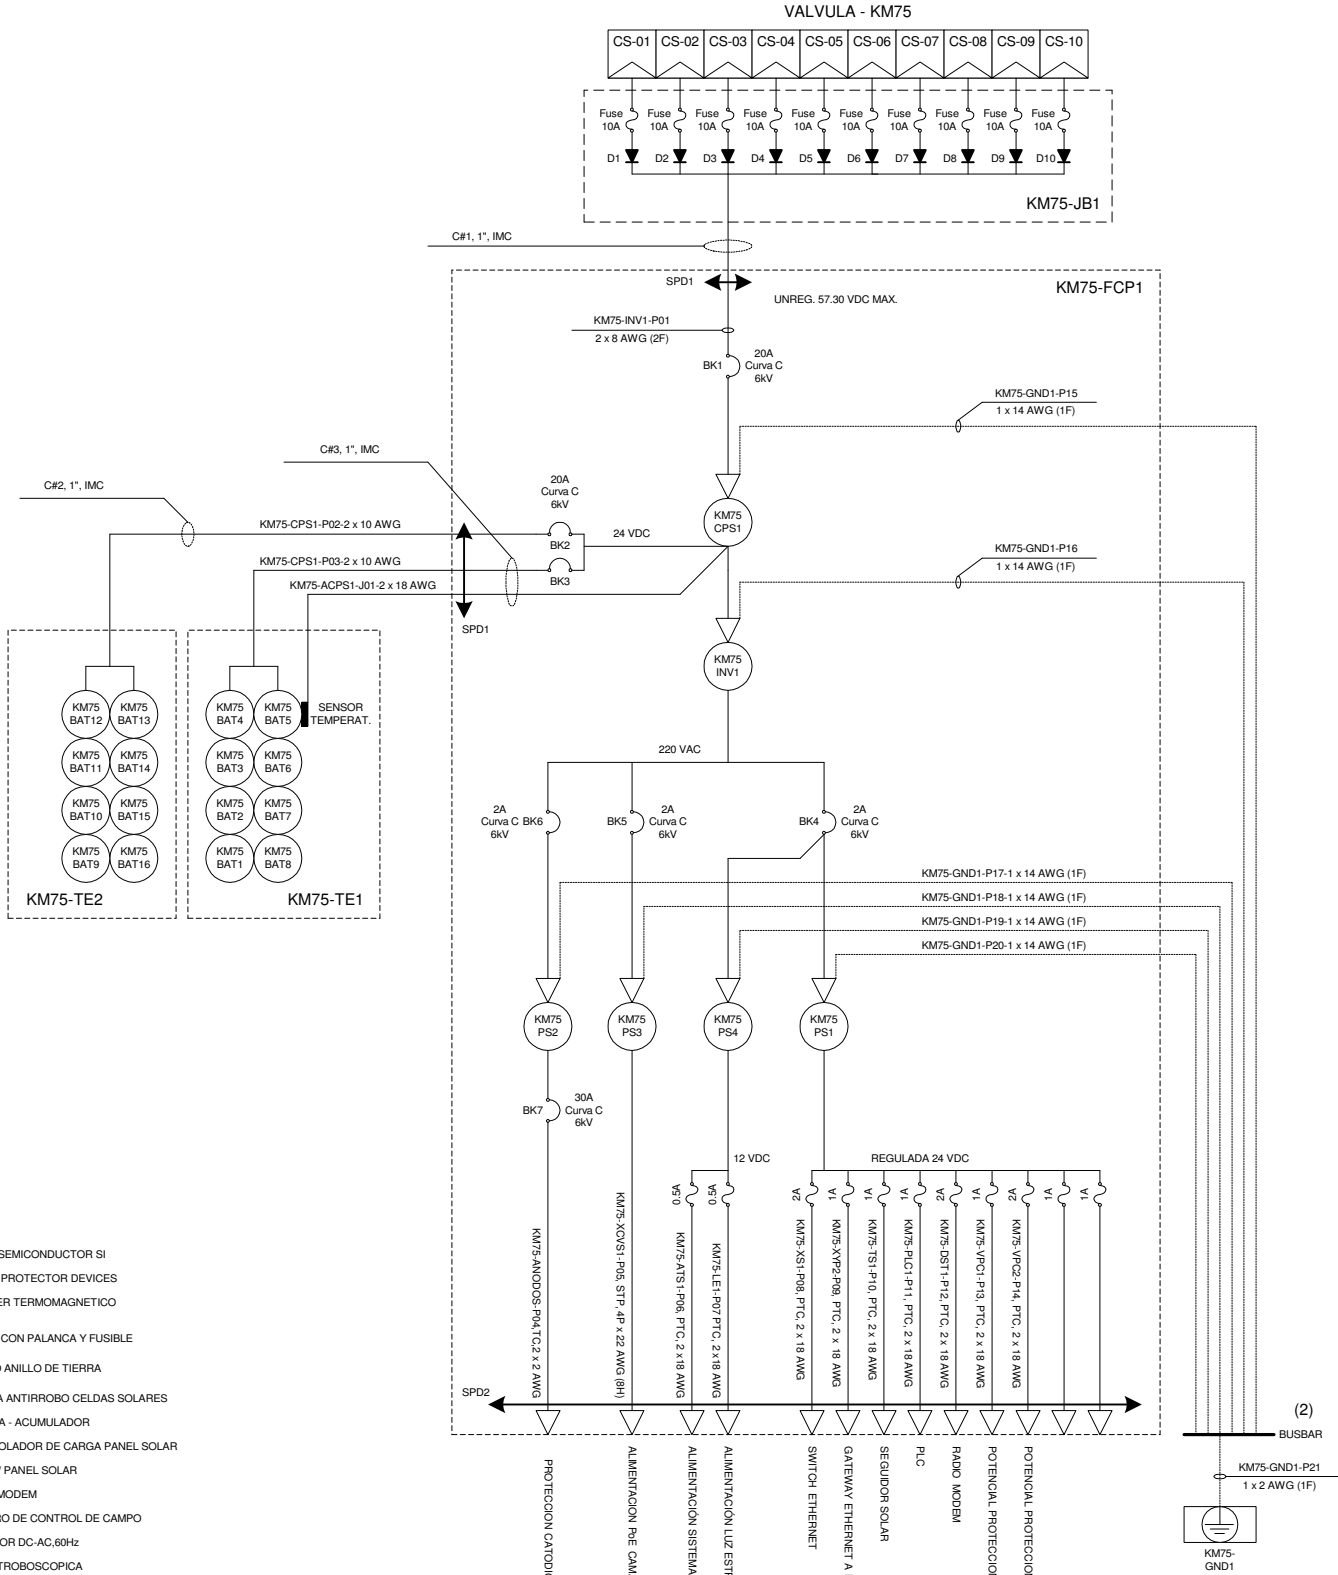 VALVULA - KM75
CS-01 CS-02 CS-03 CS-04 CS-05 CS-06 CS-07 CS-08 CS-09 CS-10
Fuse Fuse Fuse Fuse Fuse Fuse Fuse Fuse Fuse Fuse
10A 10A 10A 10A 10A 10A 10A 10A 10A 10A
D1 D2 D3 D4 D5 D6 D7 D8 D9 D10
KM75-JB1
C#1, 1", IMC
SPD1
KM75-FCP1
UNREG. 57.30 VDC MAX.
KM75-INV1-P01
2 x 8 AWG (2F)
BK1
20A
Curva C
6kV
KM75-GND1-P15
1 x 14 AWG (1F)
C#3, 1", IMC
C#2, 1", IMC
20A
Curva C
6kV
KM75
CPS1
KM75-CPS1-P02-2 x 10 AWG
BK2
24 VDC
KM75-CPS1-P03-2 x 10 AWG
BK3
KM75-ACPS1-J01-2 x 18 AWG
KM75-GND1-P16
1 x 14 AWG (1F)
SPD1
KM75
INV1
KM75
BAT12
KM75
BAT13
KM75
BAT4
KM75
BAT5
SENSOR
TEMPERAT.
KM75
BAT11
KM75
BAT14
KM75
BAT3
KM75
BAT6
KM75
BAT10
KM75
BAT15
KM75
BAT2
KM75
BAT7
KM75
BAT9
KM75
BAT16
KM75
BAT1
KM75
BAT8
KM75-TE2
KM75-TE1
220 VAC
2A
Curva C
6kV
BK6
BK5
2A
Curva C
6kV
BK4
2A
Curva C
6kV
KM75-GND1-P17-1 x 14 AWG (1F)
KM75-GND1-P18-1 x 14 AWG (1F)
KM75-GND1-P19-1 x 14 AWG (1F)
KM75-GND1-P20-1 x 14 AWG (1F)
KM75
PS2
KM75
PS3
KM75
PS4
KM75
PS1
BK7
30A
Curva C
6kV
12 VDC
REGULADA 24 VDC
0.5A 0.5A 2A 1A 1A 1A 2A 1A 2A 1A 1A
KM75-ANODOS-P04,TC,2 x 2 AWG
KM75-XCVS1-P05, STP, 4P x 22 AWG (8H)
KM75-ATS1-P06, PTC, 2 x18 AWG
KM75-LE1-P07 PTC, 2 x18 AWG
KM75-XS1-P08, PTC, 2 x 18 AWG
KM75-XYP2-P09, PTC, 2 x 18 AWG
KM75-TS1-P10, PTC, 2 x 18 AWG
KM75-PLC1-P11, PTC, 2 x 18 AWG
KM75-DST1-P12, PTC, 2 x 18 AWG
KM75-VPC1-P13, PTC, 2 x 18 AWG
KM75-VPC2-P14, PTC, 2 x 18 AWG
SPD2
PROTECCION CATODI
ALIMENTACION PoE CAM
ALIMENTACIÓN SISTEMA
ALIMENTACIÓN LUZ ESTR
SWITCH ETHERNET
GATEWAY ETHERNET A
SEGUIDOR SOLAR
PLC
RADIO MODEM
POTENCIAL PROTECCION
POTENCIAL PROTECCION
(2)
BUSBAR
KM75-GND1-P21
1 x 2 AWG (1F)
KM75-
GND1
SEMICONDUCTOR SI
PROTECTOR DEVICES
ER TERMOMAGNETICO
CON PALANCA Y FUSIBLE
O ANILLO DE TIERRA
A ANTIRROBO CELDAS SOLARES
A - ACUMULADOR
OLADOR DE CARGA PANEL SOLAR
/ PANEL SOLAR
MODEM
RO DE CONTROL DE CAMPO
OR DC-AC,60Hz
STROBOSCOPICA